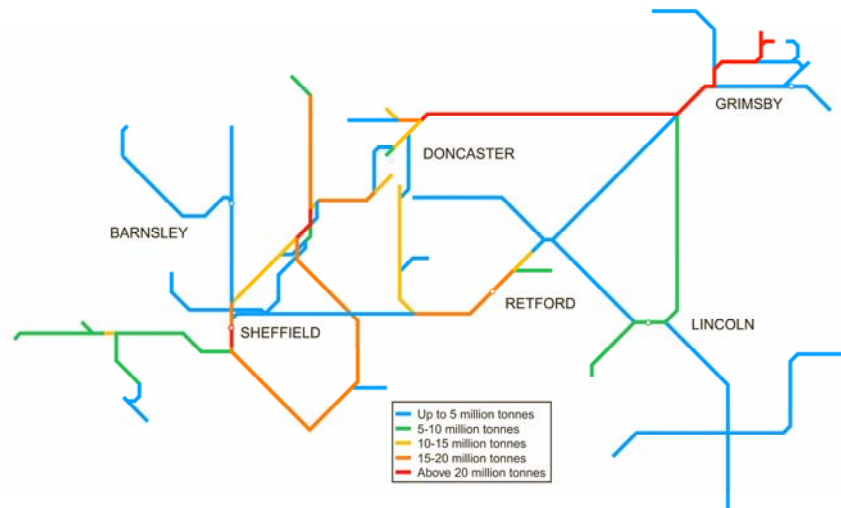 GRIMSBY
DONCASTER
BARNSLEY
RETFORD
SHEFFIELD
LINCOLN
Up to 5 million tonnes
5-10 million tonnes
10-15 million tonnes
15-20 million tonnes
Above 20 million tonnes